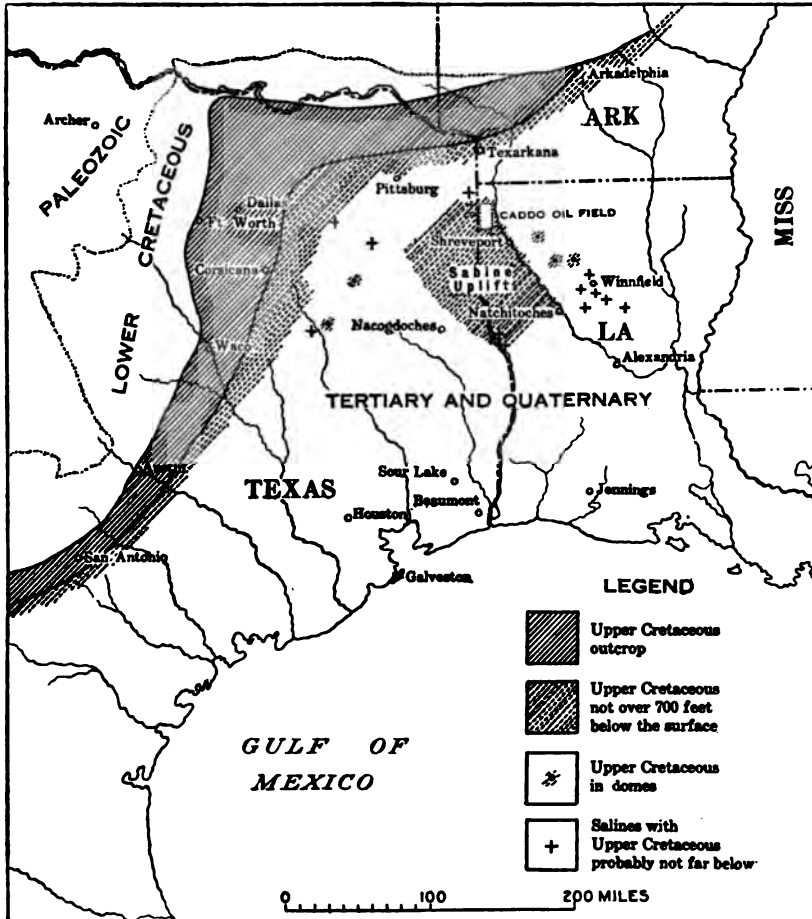 Arkadelphia
ARK
Archer
PALEOZOIC
CRETACEOUS
LOWER
Texarkana
Pittsburg
MISS
Dallas
Ft. Worth
CADDO OIL FIELD
Shreveport
Corsicana
Sabine
Uplift
Winnfield
Natchitoches
LA
Nacogdoches
Waco
Alexandria
TERTIARY AND QUATERNARY
Austin
TEXAS
Sour Lake
Beaumont
Jennings
Houston
San Antonio
Galveston
LEGEND
Upper Cretaceous
outcrop
Upper Cretaceous
not over 700 feet
below the surface
Upper Cretaceous
in domes
Salines with
Upper Cretaceous
probably not far below
GULF OF
MEXICO
0 100 200 MILES